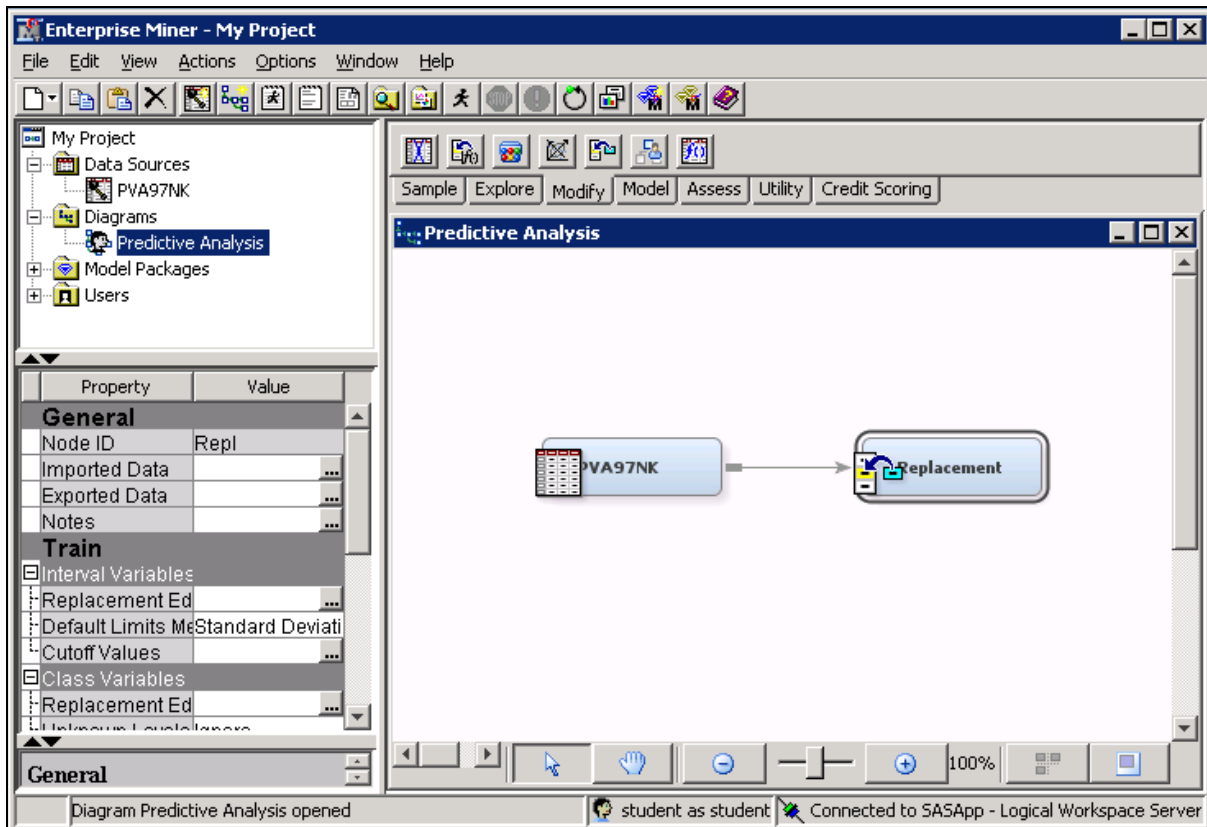 Enterprise Miner - My Project
File Edit View Actions Options Window Help
My Project
Data Sources
PVA97NK
Diagrams
Predictive Analysis
Model Packages
Users
Property Value
General
Node ID Repl
Imported Data ...
Exported Data ...
Notes ...
Train
Interval Variables
Replacement Ed ...
Default Limits Me Standard Deviati
Cutoff Values ...
Class Variables
Replacement Ed ...
General
Sample Explore Modify Model Assess Utility Credit Scoring
Predictive Analysis
PVA97NK
Replacement
100%
Diagram Predictive Analysis opened
student as student
Connected to SASApp - Logical Workspace Server